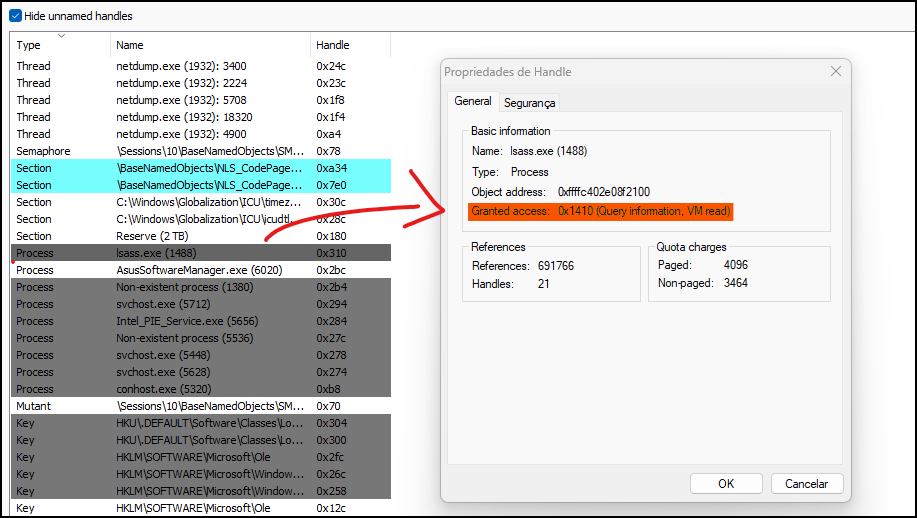 Hide unnamed handles
Type Name Handle
Thread netdump.exe (1932): 3400 0x24c
Thread netdump.exe (1932): 2224 0x23c
Thread netdump.exe (1932): 5708 0x1f8
Thread netdump.exe (1932): 18320 0x1f4
Thread netdump.exe (1932): 4900 0xa4
Semaphore \Sessions\10\BaseNamedObjects\SM... 0x78
Section \BaseNamedObjects\NLS_CodePage... 0xa34
Section \BaseNamedObjects\NLS_CodePage... 0x7e0
Section C:\Windows\Globalization\ICU\timez... 0x30c
Section C:\Windows\Globalization\ICU\icudtl... 0x28c
Section Reserve (2 TB) 0x180
Process lsass.exe (1488) 0x310
Process AsusSoftwareManager.exe (6020) 0x2bc
Process Non-existent process (1380) 0x2b4
Process svchost.exe (5712) 0x294
Process Intel_PIE_Service.exe (5656) 0x284
Process Non-existent process (5536) 0x27c
Process svchost.exe (5448) 0x278
Process svchost.exe (5628) 0x274
Process conhost.exe (5320) 0xb8
Mutant \Sessions\10\BaseNamedObjects\SM... 0x70
Key HKU\.DEFAULT\Software\Classes\Lo... 0x304
Key HKU\.DEFAULT\Software\Classes\Lo... 0x300
Key HKLM\SOFTWARE\Microsoft\Ole 0x2fc
Key HKLM\SOFTWARE\Microsoft\Window... 0x26c
Key HKLM\SOFTWARE\Microsoft\Window... 0x258
Key HKLM\SOFTWARE\Microsoft\Ole 0x12c
Propriedades de Handle
General Segurança
Basic information
Name: lsass.exe (1488)
Type: Process
Object address: 0xffffc402e08f2100
Granted access: 0x1410 (Query information, VM read)
References
References: 691766
Handles: 21
Quota charges
Paged: 4096
Non-paged: 3464
OK Cancelar